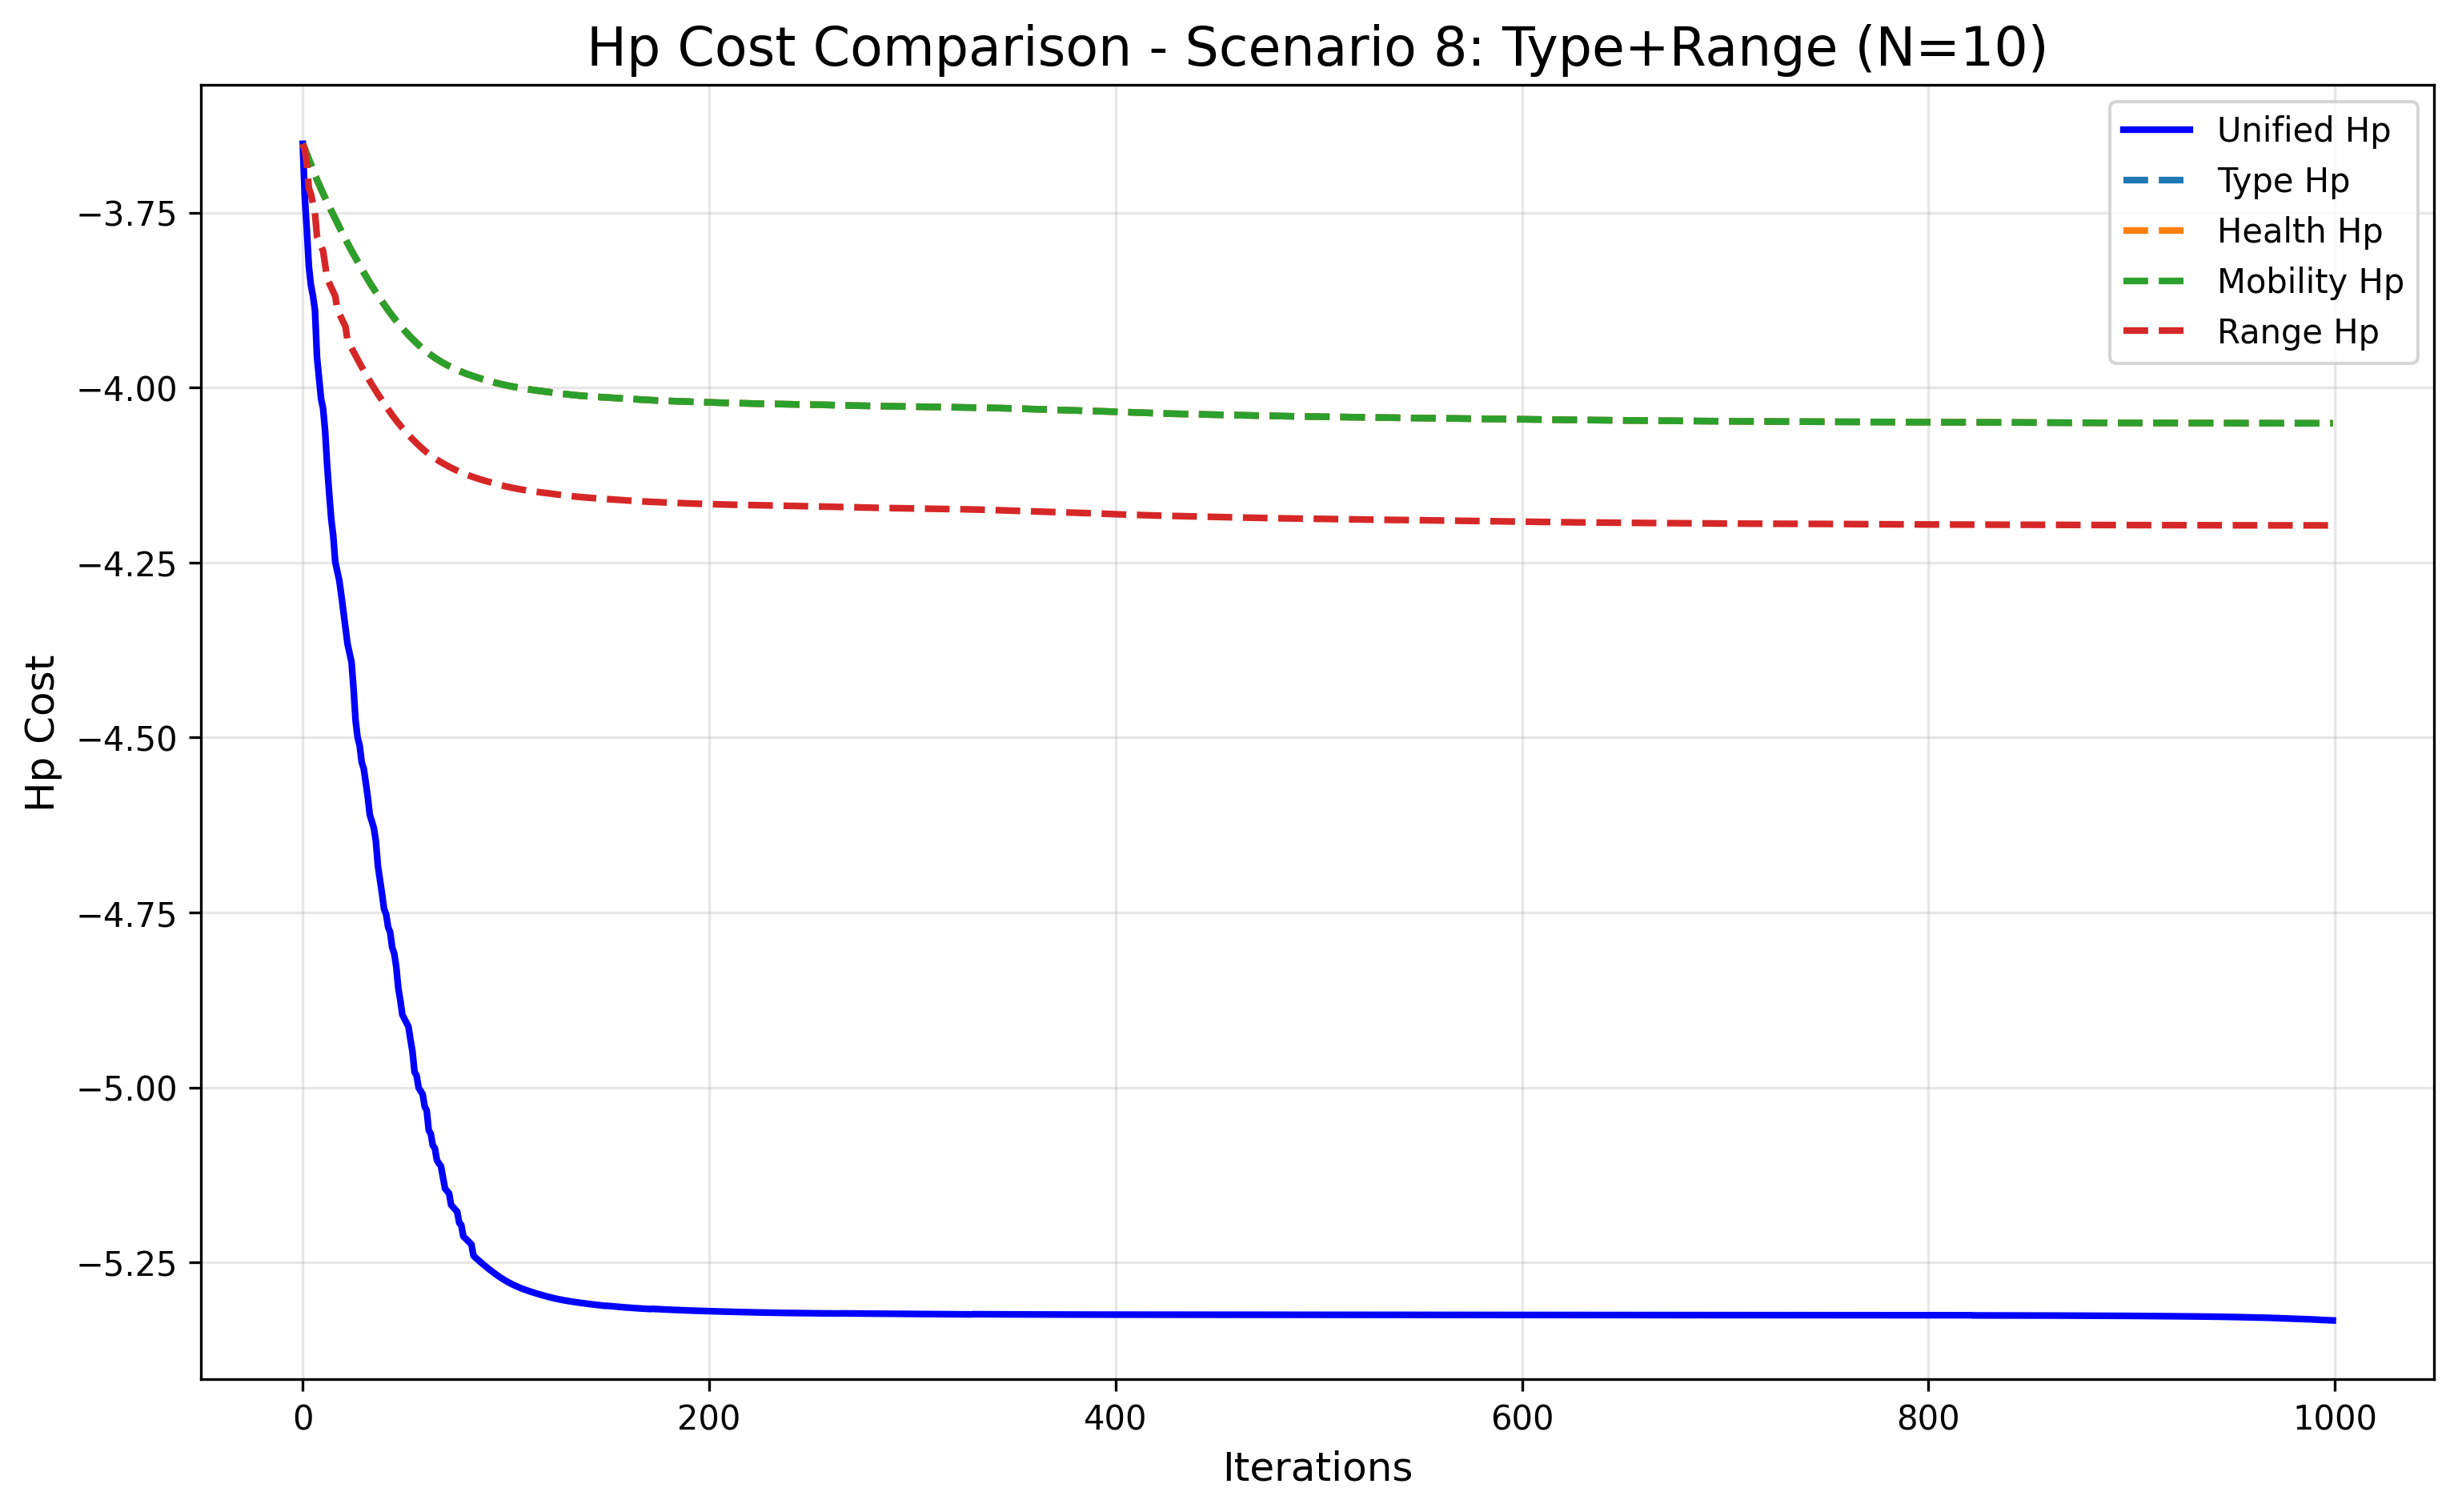 Hp Cost Comparison - Scenario 8: Type+Range (N=10)
Unified Hp
Type Hp
Health Hp
Mobility Hp
Range Hp
Hp Cost
−3.75
−4.00
−4.25
−4.50
−4.75
−5.00
−5.25
0 200 400 600 800 1000
Iterations